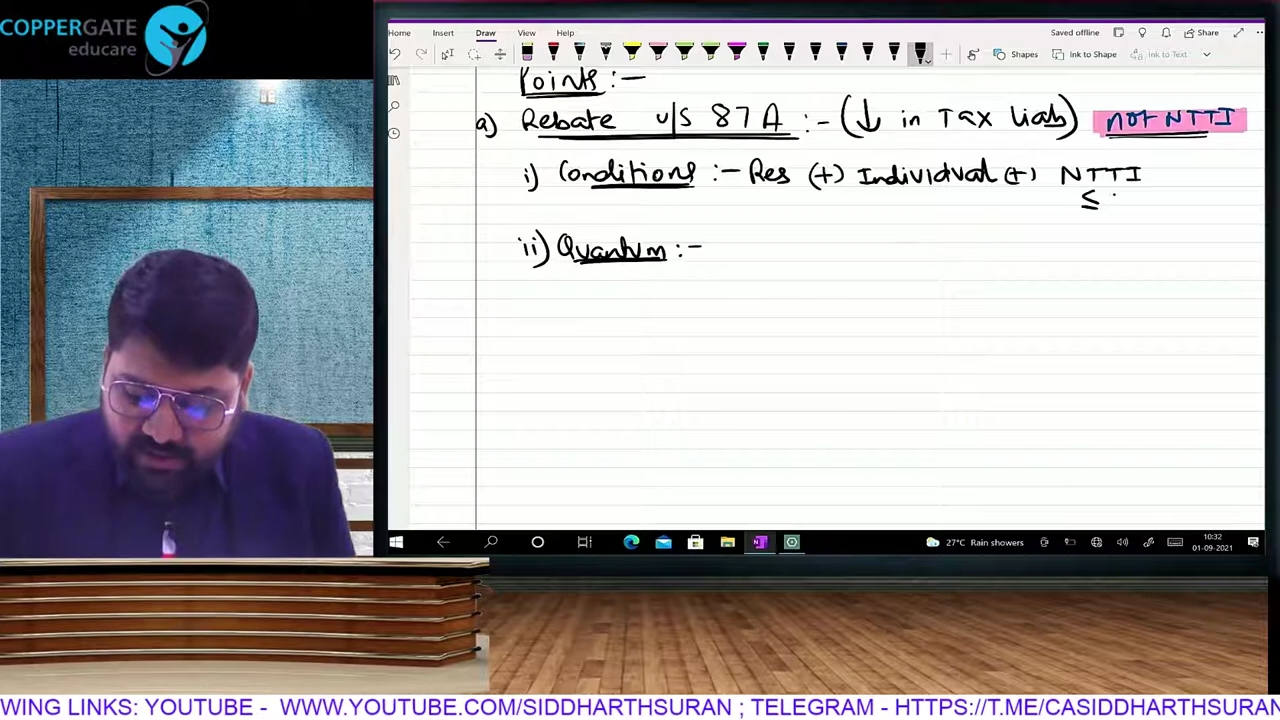 COPPERGATE
educare
Home Insert Draw View Help Saved offline Share
Shapes Ink to Shape Ink to Text
Points :-
a) Rebate u/s 87A :- (↓ in Tax liab) not NTTI
i) Conditions :- Res (+) Individual (+) NTTI
≤
ii) Quantum :-
27°C Rain showers 10:32
01-09-2021
WING LINKS: YOUTUBE - WWW.YOUTUBE.COM/SIDDHARTHSURAN ; TELEGRAM - HTTPS://T.ME/CASIDDHARTHSURAN